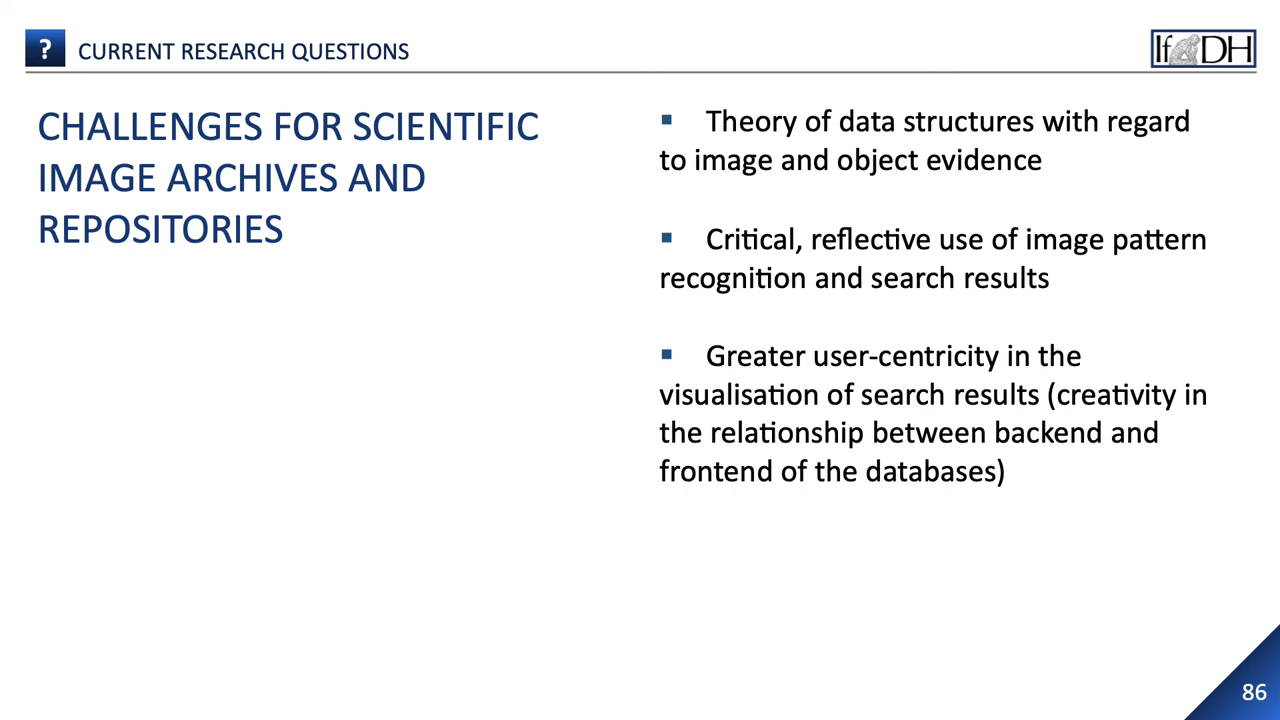 ?
CURRENT RESEARCH QUESTIONS
IfDH
CHALLENGES FOR SCIENTIFIC
IMAGE ARCHIVES AND
REPOSITORIES
▪ Theory of data structures with regard
to image and object evidence
▪ Critical, reflective use of image pattern
recognition and search results
▪ Greater user-centricity in the
visualisation of search results (creativity in
the relationship between backend and
frontend of the databases)
86